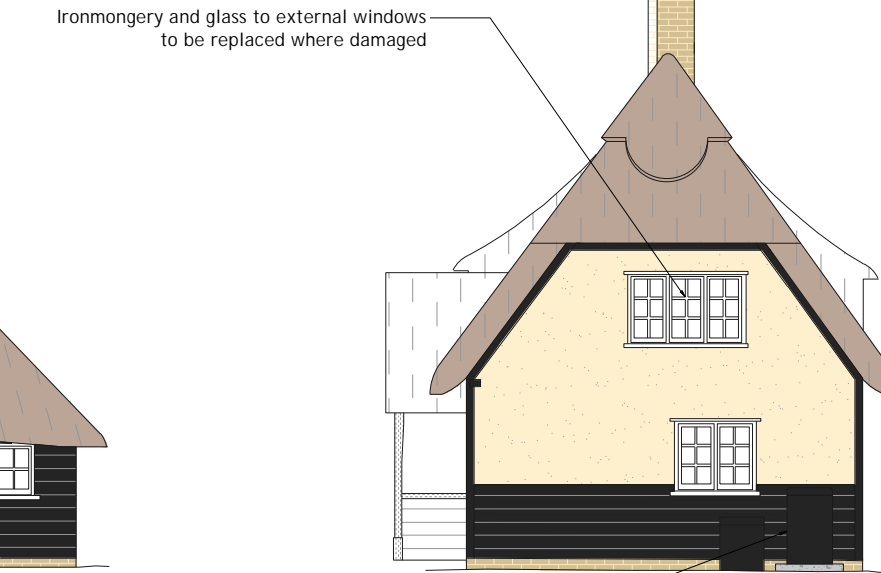 Ironmongery and glass to external windows
to be replaced where damaged